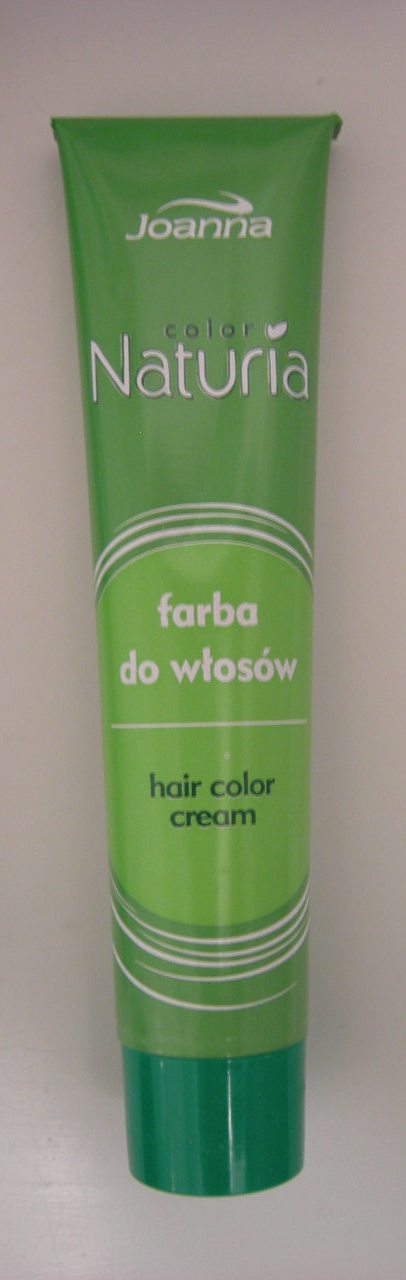 Joanna
color
Naturia
farba
do włosów
hair color
cream